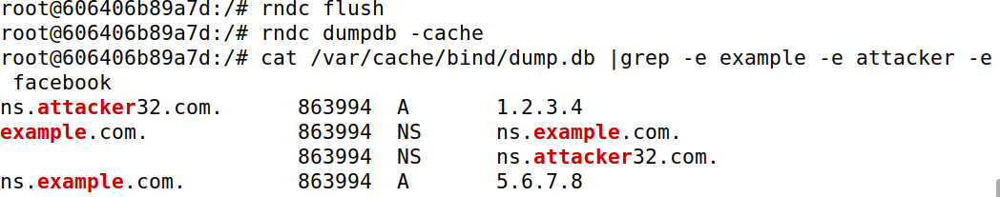 root@606406b89a7d:/# rndc flush
root@606406b89a7d:/# rndc dumpdb -cache
root@606406b89a7d:/# cat /var/cache/bind/dump.db |grep -e example -e attacker -e
 facebook
ns.attacker32.com.      863994  A       1.2.3.4
example.com.            863994  NS      ns.example.com.
                        863994  NS      ns.attacker32.com.
ns.example.com.         863994  A       5.6.7.8